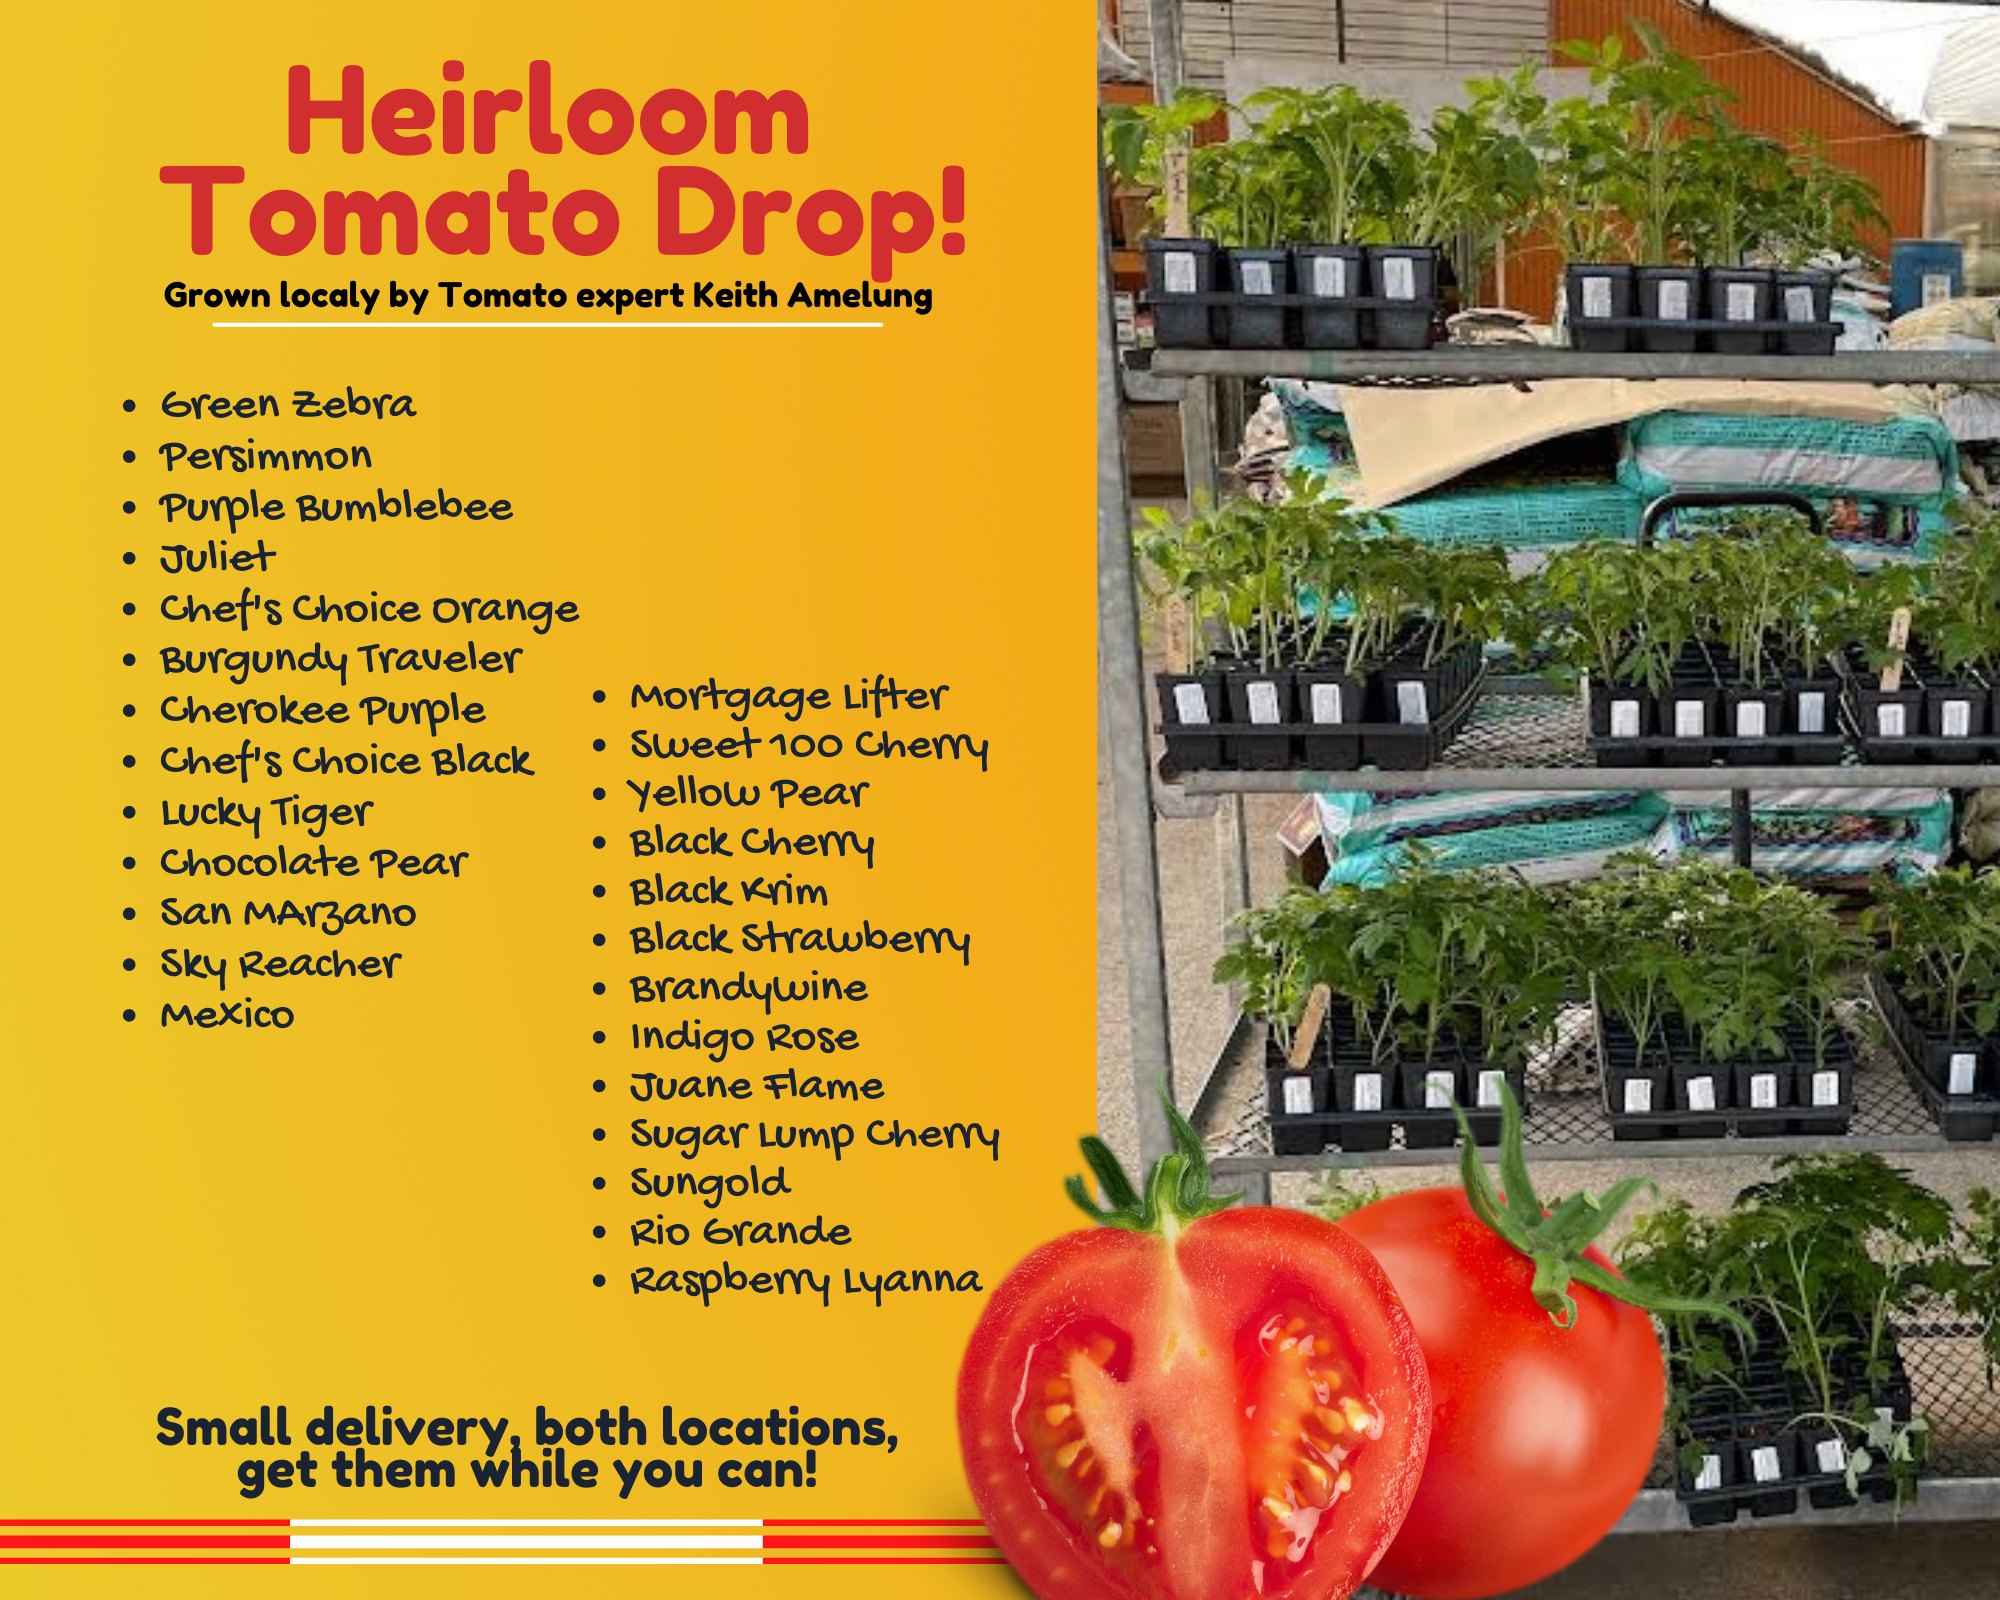 Heirloom
Tomato Drop!
Grown localy by Tomato expert Keith Amelung
Green Zebra
Persimmon
Purple Bumblebee
Juliet
Chef's Choice Orange
Burgundy Traveler
Cherokee Purple
Chef's Choice Black
Lucky Tiger
Chocolate Pear
San MArzano
Sky Reacher
Mexico
Mortgage Lifter
Sweet 100 Cherry
Yellow Pear
Black Cherry
Black Krim
Black Strawberry
Brandywine
Indigo Rose
Juane Flame
Sugar Lump Cherry
Sungold
Rio Grande
Raspberry Lyanna
Small delivery, both locations,
get them while you can!